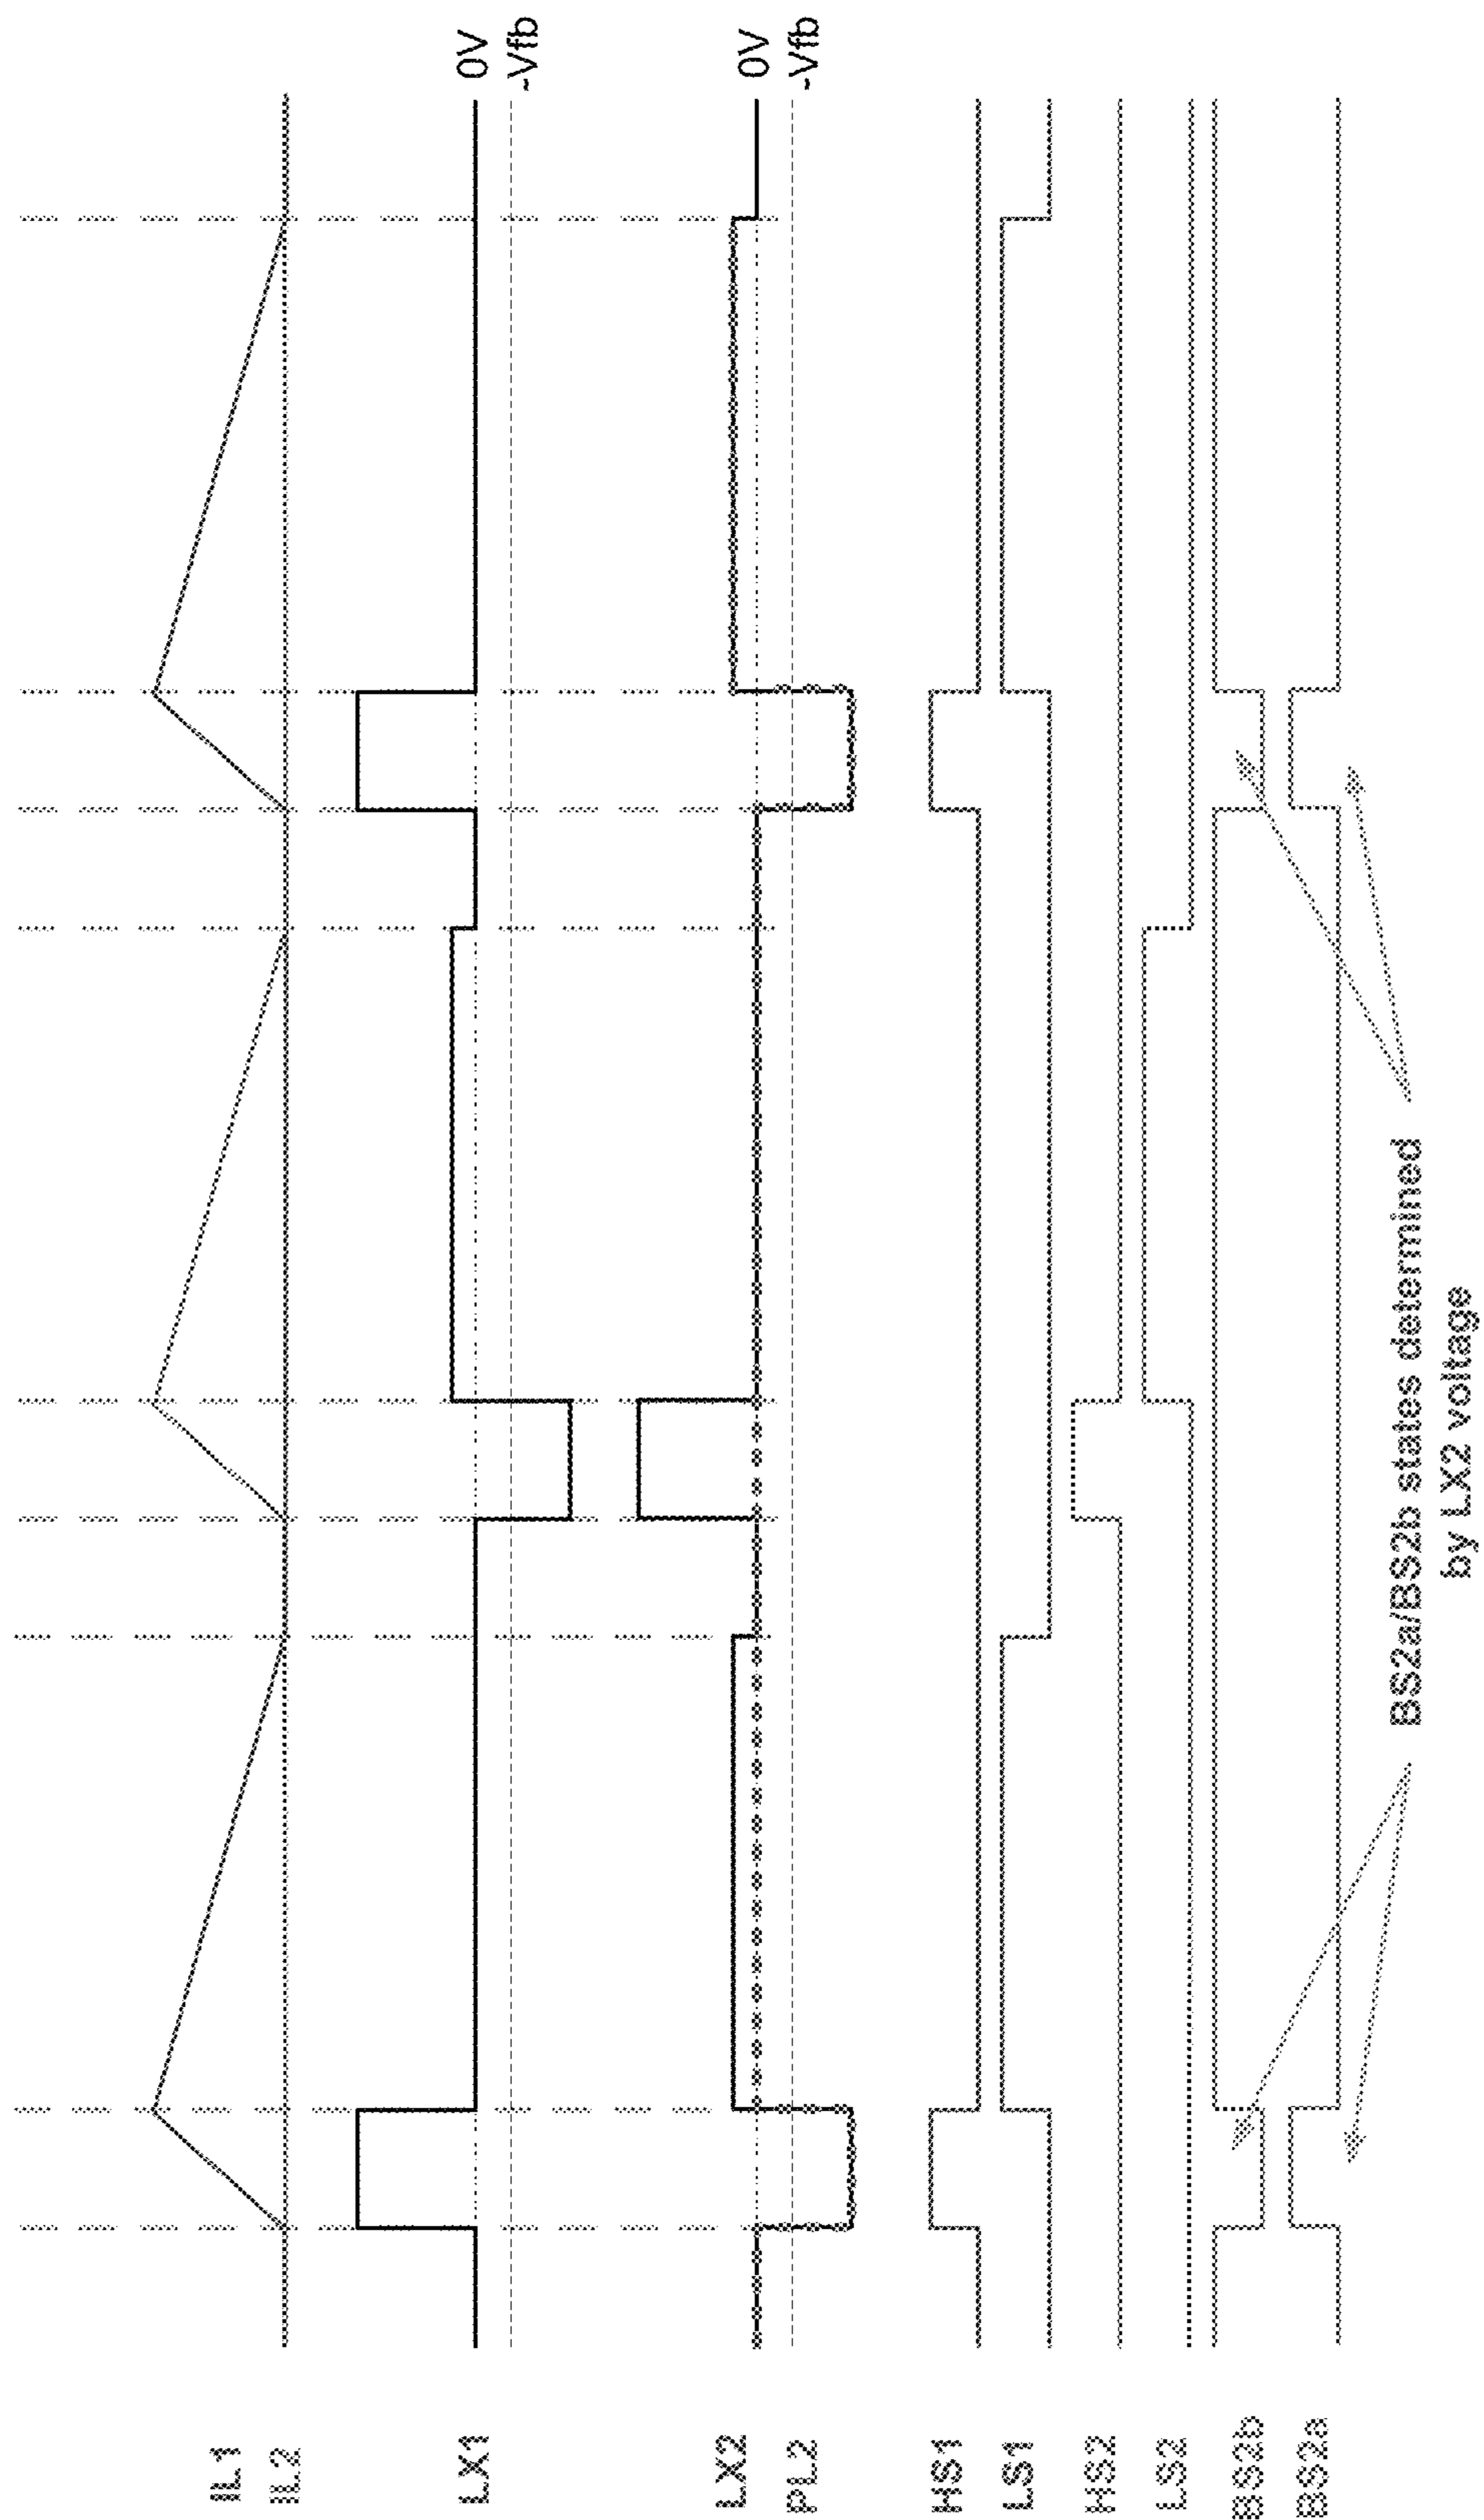 IL1
IL2
LX1
0V
-Vfb
LX2
0V
PL2
-Vfb
HS1
LS1
HS2
LS2
BS2b
BS2a
BS2a/BS2b states determined
by LX2 voltage